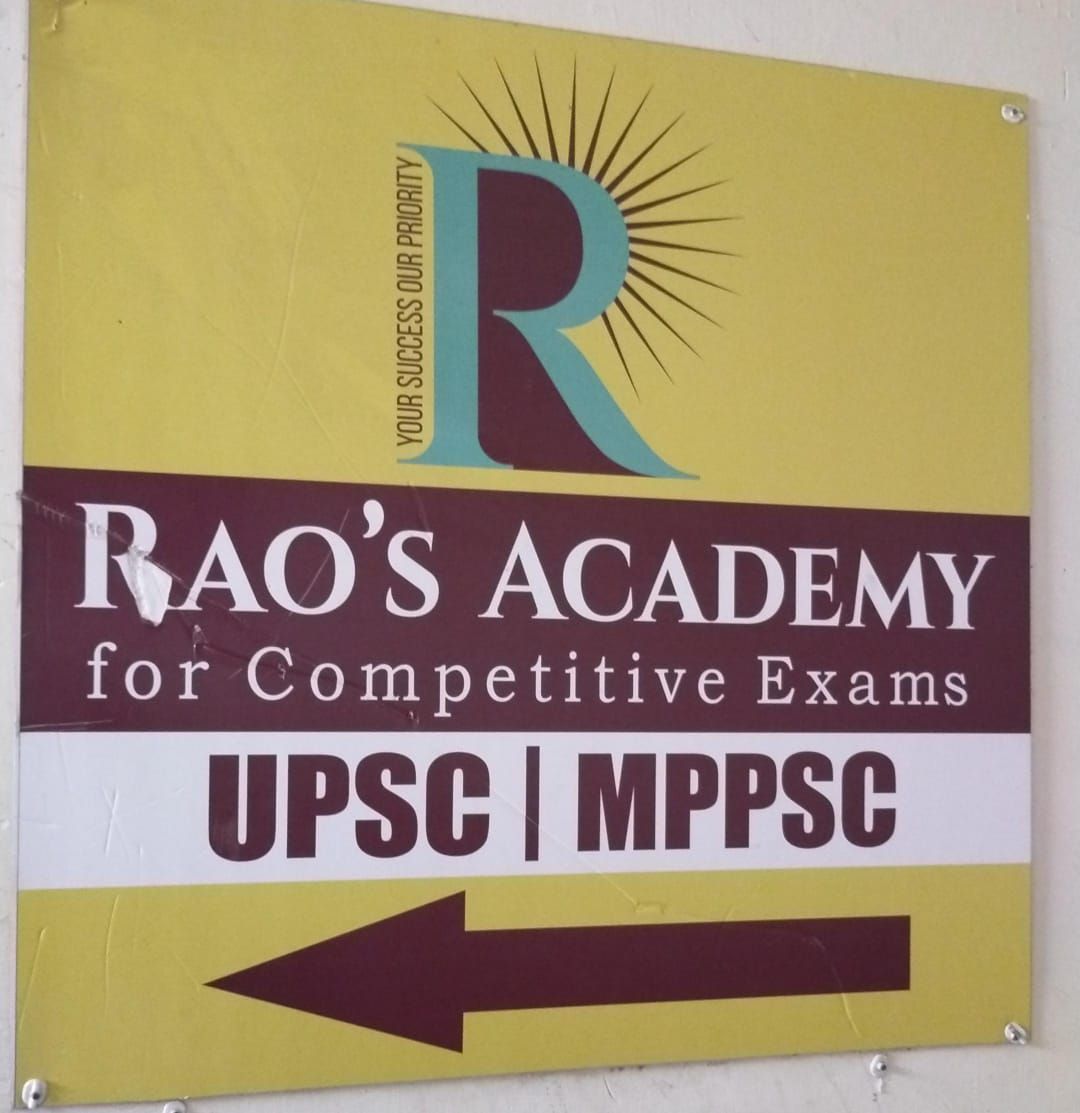 YOUR SUCCESS OUR PRIORITY
R
RAO'S ACADEMY
for Competitive Exams
UPSC | MPPSC